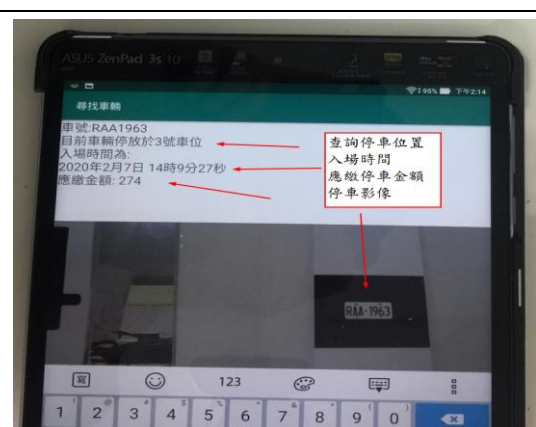 ASUS ZenPad 3s 10
95% 下午2:14
尋找車輛
車號:RAA1963
目前車輛停放於3號車位
入場時間為:
2020年2月7日 14時9分27秒
應繳金額: 274
查詢停車位置
入場時間
應繳停車金額
停車影像
RAA-1963
寫 123
1 2 3 4 5 6 7 8 9 0